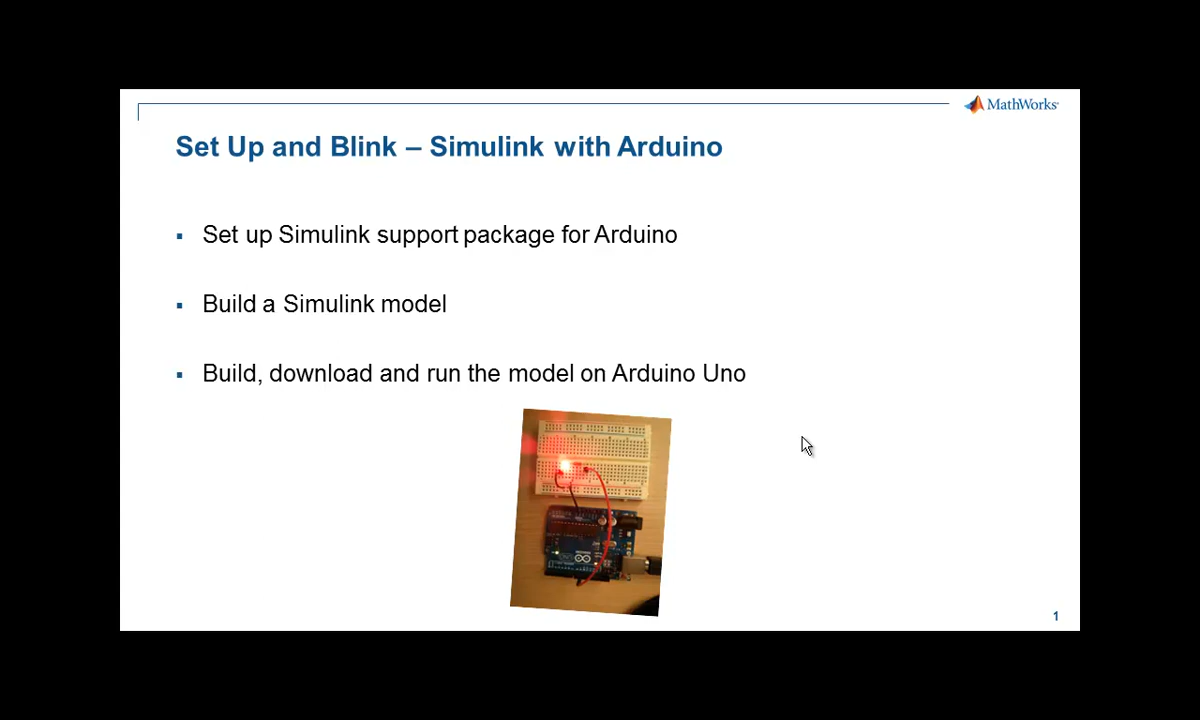 MathWorks
Set Up and Blink – Simulink with Arduino
Set up Simulink support package for Arduino
Build a Simulink model
Build, download and run the model on Arduino Uno
1